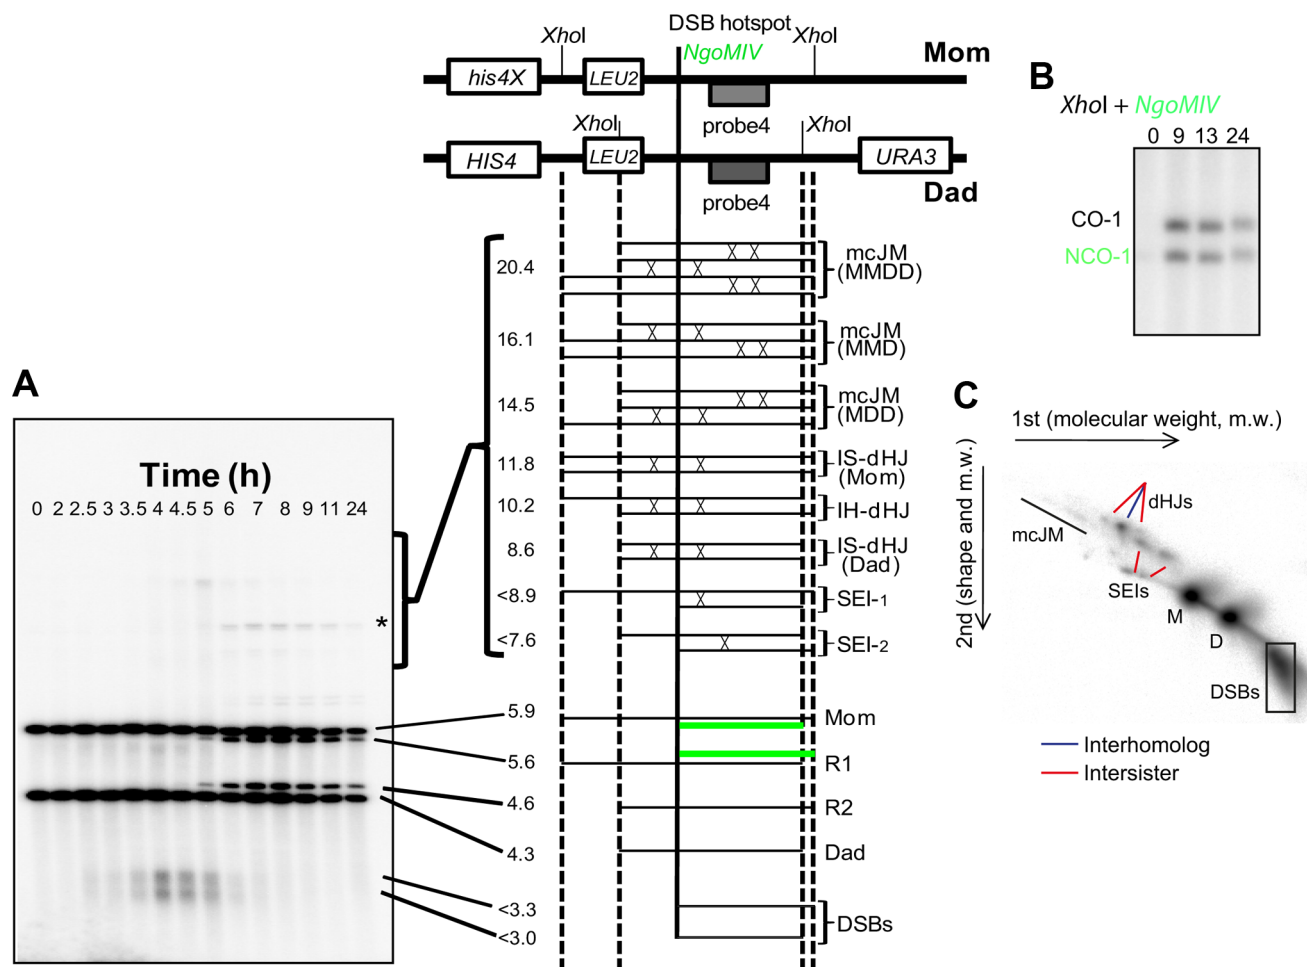 DSB hotspot
XhoI
NgoMIV
XhoI
Mom
his4X
LEU2
probe4
XhoI
XhoI
HIS4
LEU2
URA3
probe4
Dad
20.4
mcJM
(MMDD)
16.1
mcJM
(MMD)
14.5
mcJM
(MDD)
11.8
IS-dHJ
(Mom)
10.2
IH-dHJ
8.6
IS-dHJ
(Dad)
<8.9
SEI-1
<7.6
SEI-2
5.9
Mom
5.6
R1
4.6
R2
4.3
Dad
<3.3
<3.0
DSBs
A
Time (h)
0 2 2.5 3 3.5 4 4.5 5 6 7 8 9 11 24
*
B
XhoI + NgoMIV
0 9 13 24
CO-1
NCO-1
C
1st (molecular weight, m.w.)
2nd (shape and m.w.)
dHJs
mcJM
SEIs
M
D
DSBs
Interhomolog
Intersister